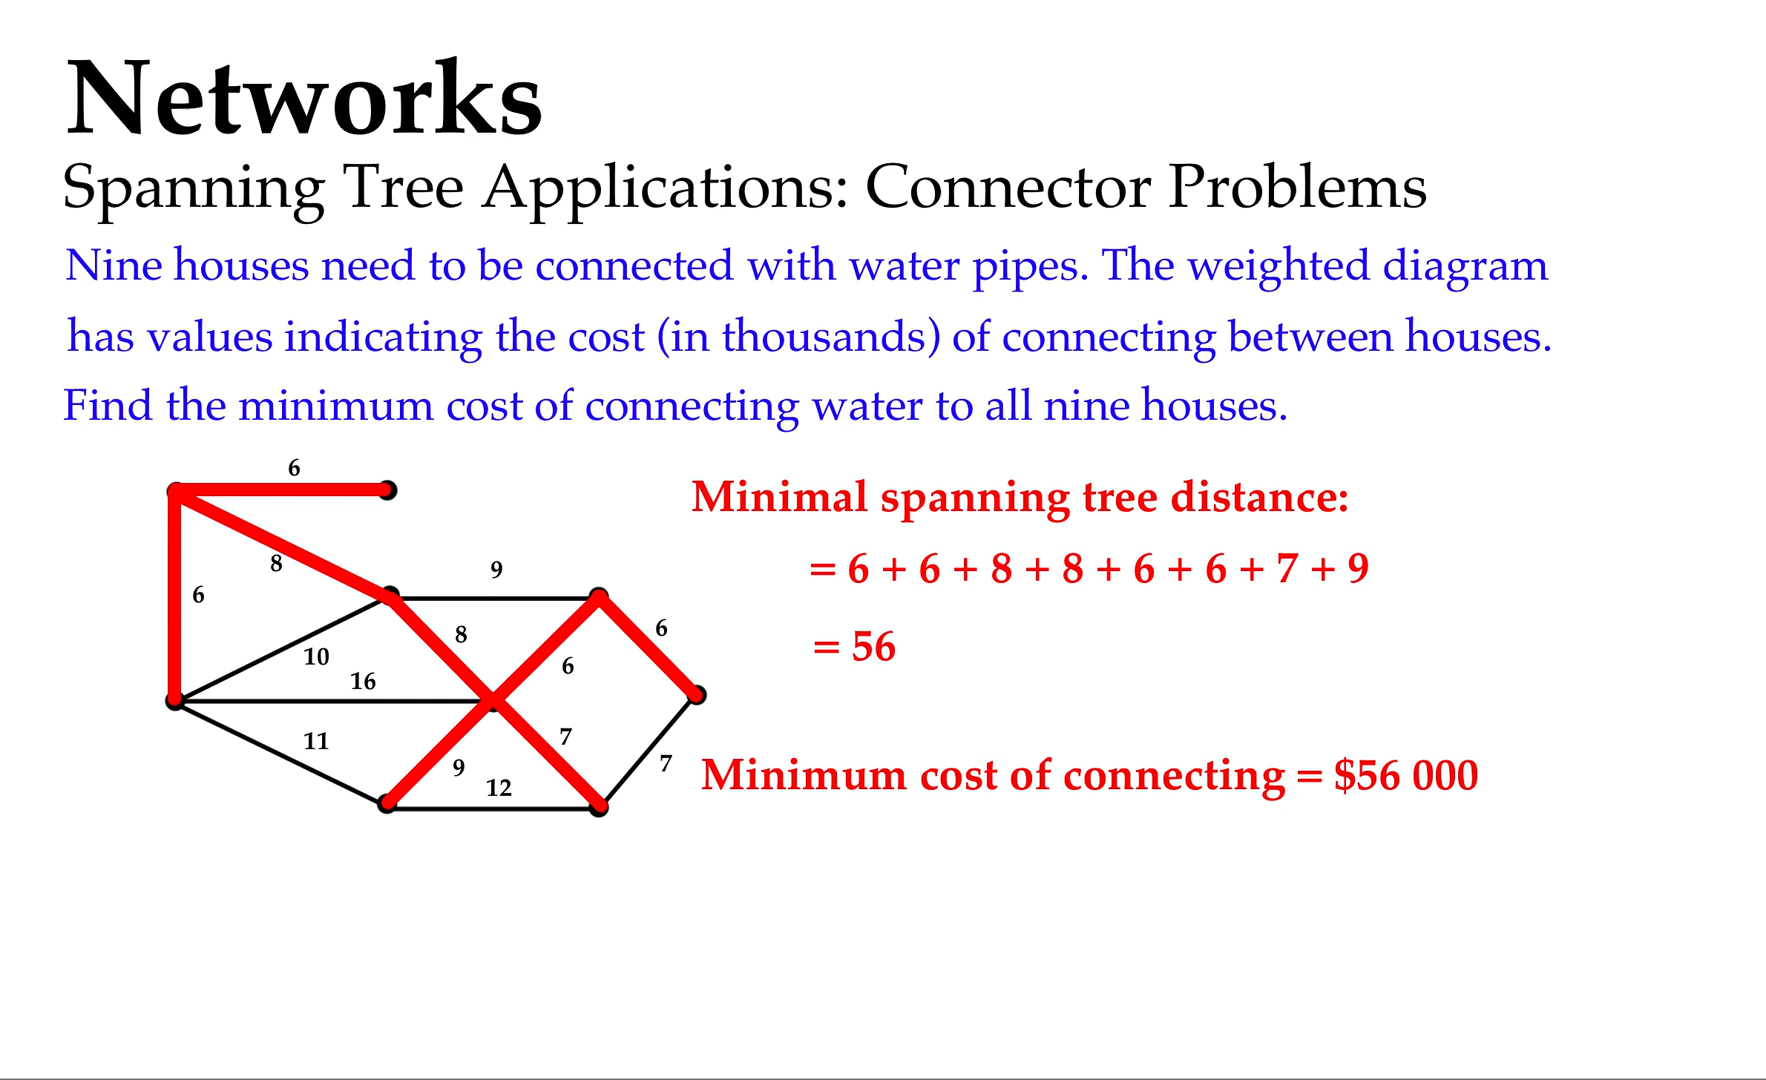 Networks
Spanning Tree Applications: Connector Problems
Nine houses need to be connected with water pipes. The weighted diagram
has values indicating the cost (in thousands) of connecting between houses.
Find the minimum cost of connecting water to all nine houses.
6
Minimal spanning tree distance:
8
9
= 6 + 6 + 8 + 8 + 6 + 6 + 7 + 9
6
8
6
10
6
= 56
16
11
9
7
12
7
Minimum cost of connecting = $56 000